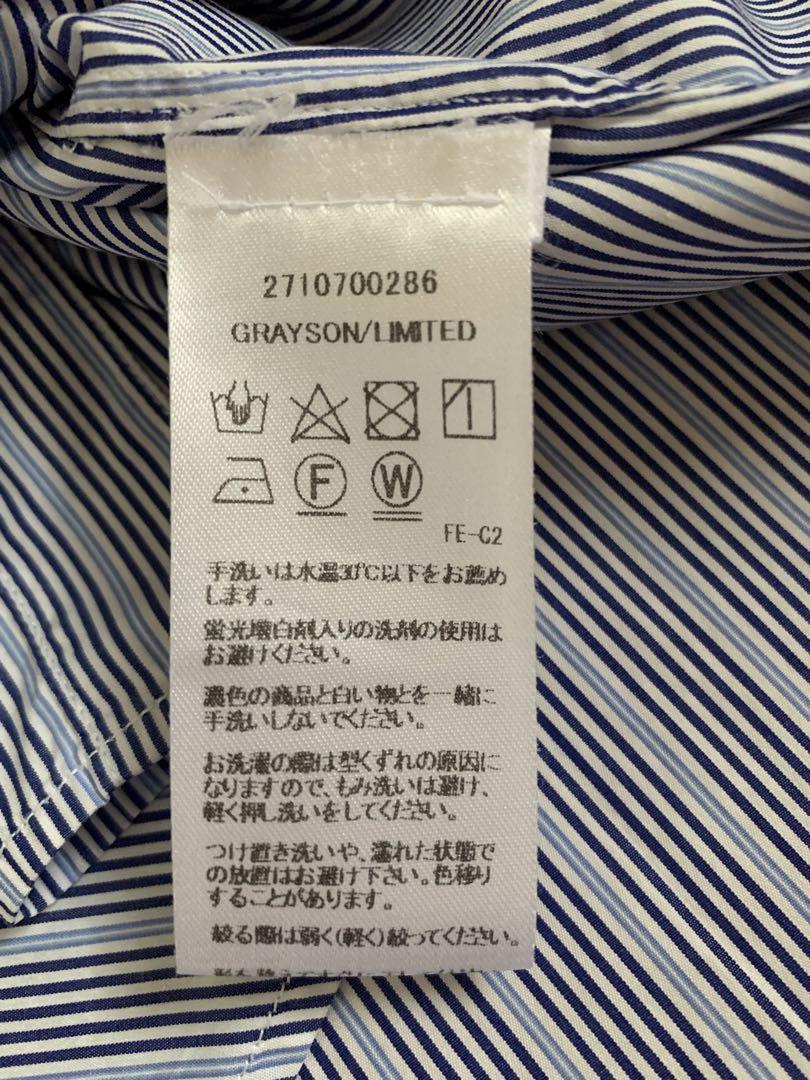 2710700286
GRAYSON/LIMITED
F W
FE-C2
手洗いは水温30℃以下をお薦め
します。
蛍光増白剤入りの洗剤の使用は
お避けください。
濃色の商品と白い物とを一緒に
手洗いしないでください。
お洗濯の際は型くずれの原因に
なりますので、もみ洗いは避け、
軽く押し洗いをしてください。
つけ置き洗いや、濡れた状態で
の放置はお避け下さい。色移り
することがあります。
絞る際は弱く(軽く)絞ってください。